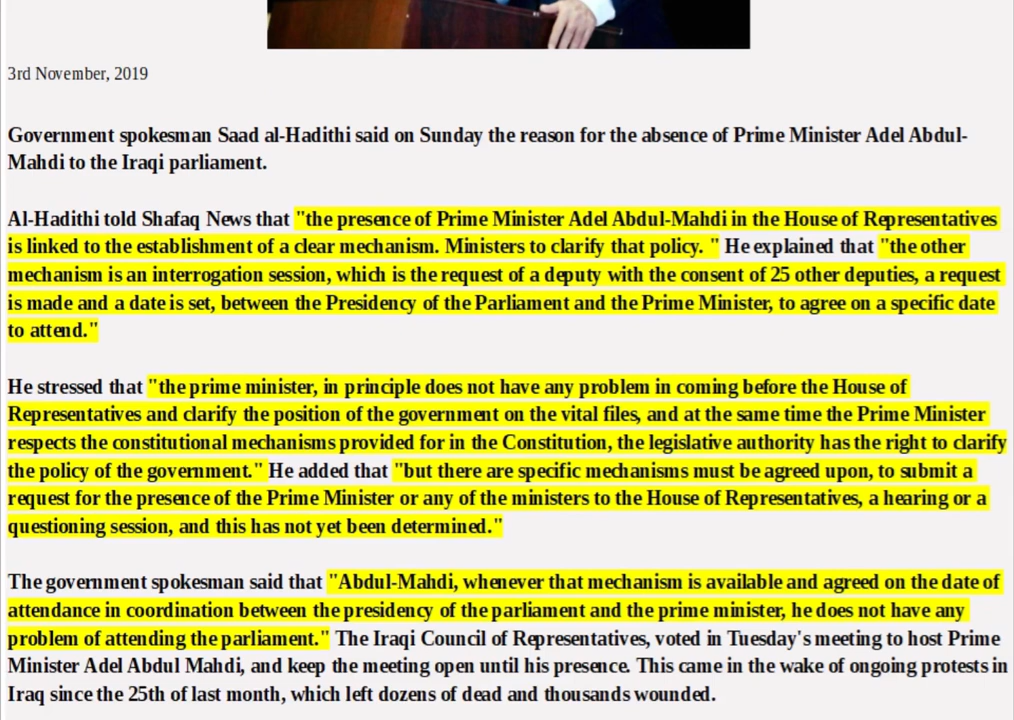 3rd November, 2019
Government spokesman Saad al-Hadithi said on Sunday the reason for the absence of Prime Minister Adel Abdul-
Mahdi to the Iraqi parliament.
Al-Hadithi told Shafaq News that "the presence of Prime Minister Adel Abdul-Mahdi in the House of Representatives
is linked to the establishment of a clear mechanism. Ministers to clarify that policy. " He explained that "the other
mechanism is an interrogation session, which is the request of a deputy with the consent of 25 other deputies, a request
is made and a date is set, between the Presidency of the Parliament and the Prime Minister, to agree on a specific date
to attend."
He stressed that "the prime minister, in principle does not have any problem in coming before the House of
Representatives and clarify the position of the government on the vital files, and at the same time the Prime Minister
respects the constitutional mechanisms provided for in the Constitution, the legislative authority has the right to clarify
the policy of the government." He added that "but there are specific mechanisms must be agreed upon, to submit a
request for the presence of the Prime Minister or any of the ministers to the House of Representatives, a hearing or a
questioning session, and this has not yet been determined."
The government spokesman said that "Abdul-Mahdi, whenever that mechanism is available and agreed on the date of
attendance in coordination between the presidency of the parliament and the prime minister, he does not have any
problem of attending the parliament." The Iraqi Council of Representatives, voted in Tuesday's meeting to host Prime
Minister Adel Abdul Mahdi, and keep the meeting open until his presence. This came in the wake of ongoing protests in
Iraq since the 25th of last month, which left dozens of dead and thousands wounded.